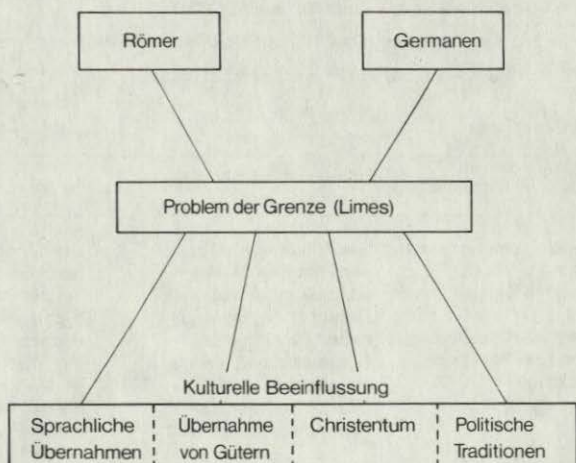 Römer
Germanen
Problem der Grenze (Limes)
Kulturelle Beeinflussung
Sprachliche Übernahmen
Übernahme von Gütern
Christentum
Politische Traditionen